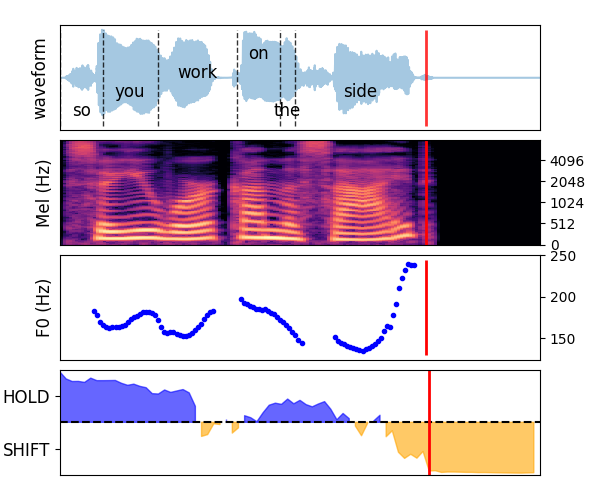 waveform
so
you
work
on
the
side
Mel (Hz)
4096
2048
1024
512
0
F0 (Hz)
250
200
150
HOLD
SHIFT